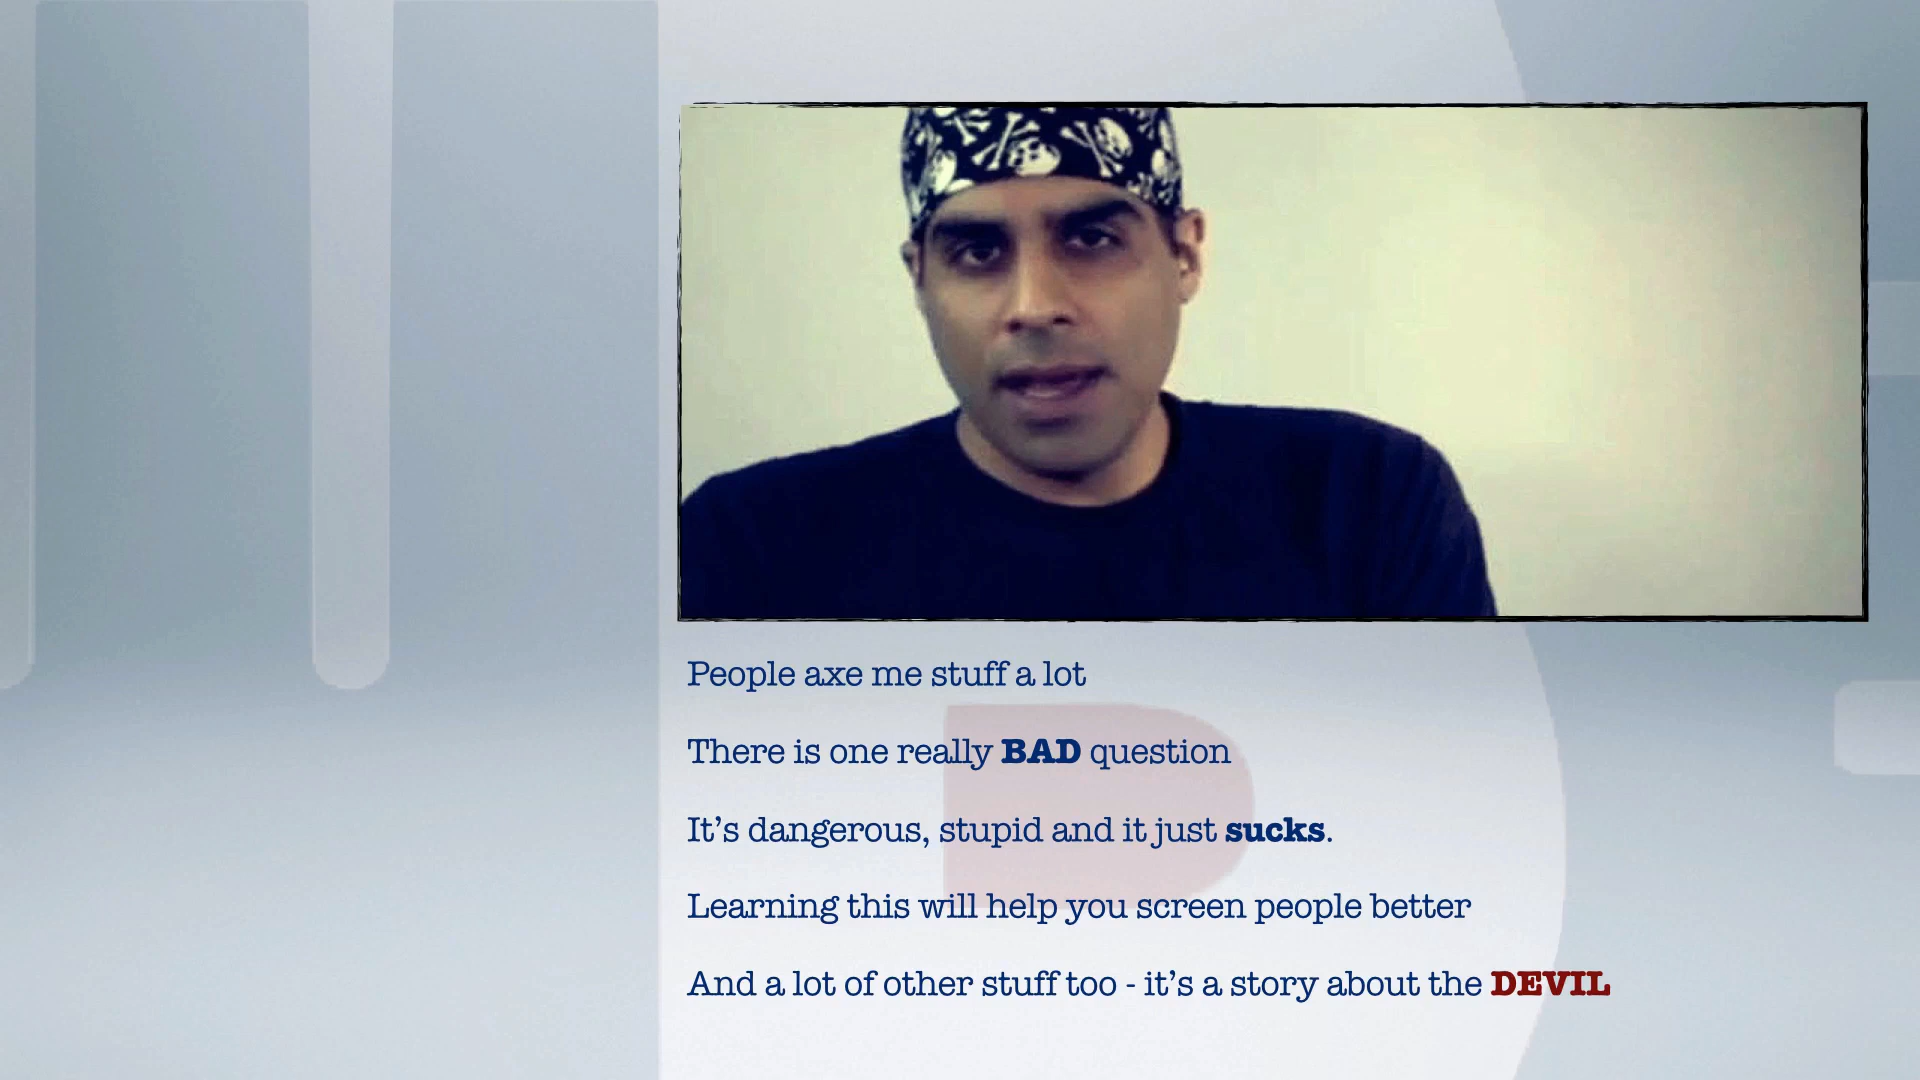 People axe me stuff a lot
There is one really BAD question
It's dangerous, stupid and it just sucks.
Learning this will help you screen people better
And a lot of other stuff too - it's a story about the DEVIL